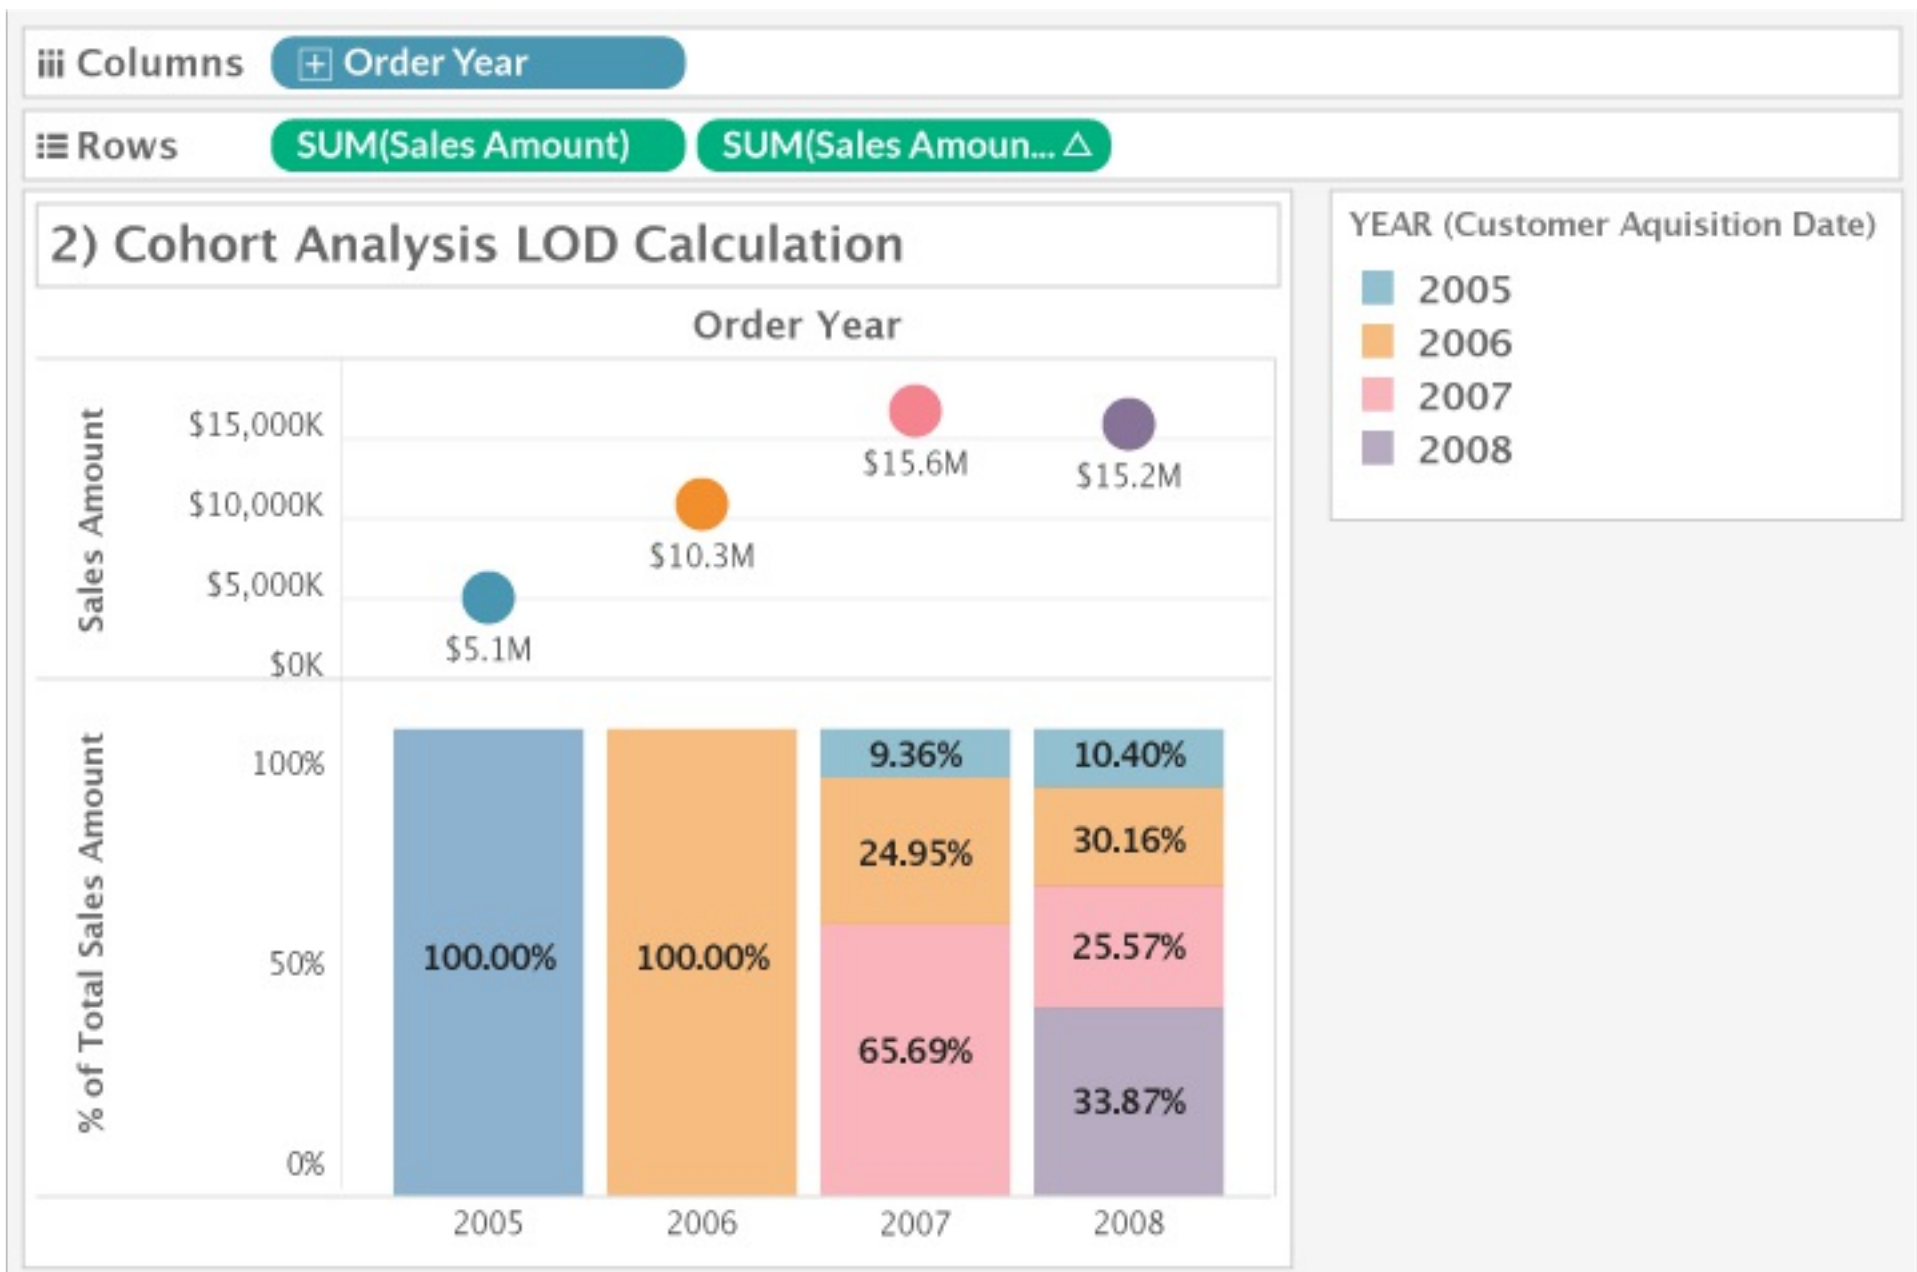 Columns Order Year
Rows SUM(Sales Amount) SUM(Sales Amoun...
2) Cohort Analysis LOD Calculation
Order Year
Sales Amount
$15,000K
$10,000K
$5,000K
$0K
$5.1M
$10.3M
$15.6M
$15.2M
% of Total Sales Amount
100%
50%
0%
100.00%
100.00%
9.36%
24.95%
65.69%
10.40%
30.16%
25.57%
33.87%
2005 2006 2007 2008
YEAR (Customer Aquisition Date)
2005
2006
2007
2008